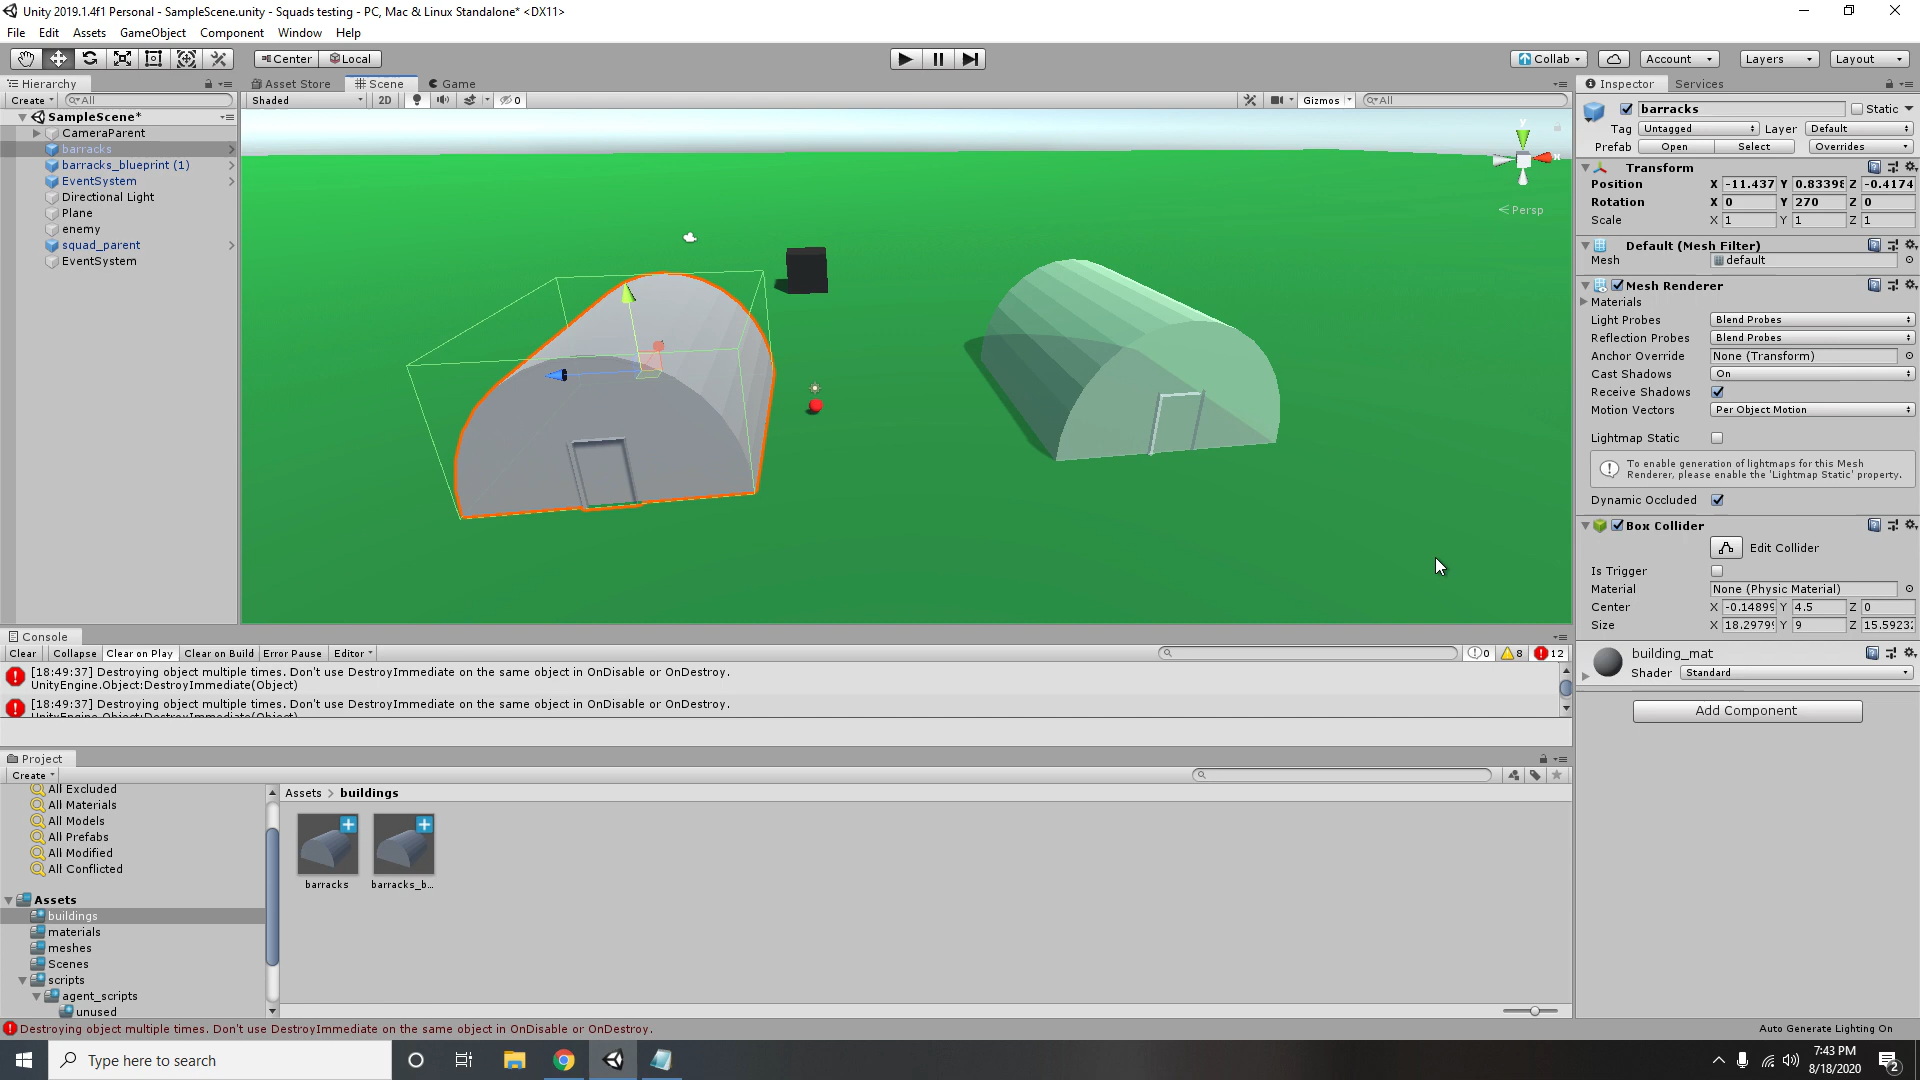 Unity 2019.1.4f1 Personal - SampleScene.unity - Squads testing - PC, Mac & Linux Standalone* <DX11>
File Edit Assets GameObject Component Window Help
Center Local Collab Account Layers Layout
Hierarchy
Create All
SampleScene*
CameraParent
barracks
barracks_blueprint (1)
EventSystem
Directional Light
Plane
enemy
squad_parent
EventSystem
Asset Store Scene Game
Shaded 2D 0 Gizmos All
y
x
Persp
Inspector Services
barracks Static
Tag Untagged Layer Default
Prefab Open Select Overrides
Transform
Position X -11.437 Y 0.83398 Z -0.4174
Rotation X 0 Y 270 Z 0
Scale X 1 Y 1 Z 1
Default (Mesh Filter)
Mesh default
Mesh Renderer
Materials
Light Probes Blend Probes
Reflection Probes Blend Probes
Anchor Override None (Transform)
Cast Shadows On
Receive Shadows
Motion Vectors Per Object Motion
Lightmap Static
To enable generation of lightmaps for this Mesh
Renderer, please enable the 'Lightmap Static' property.
Dynamic Occluded
Box Collider
Edit Collider
Is Trigger
Material None (Physic Material)
Center X -0.14899 Y 4.5 Z 0
Size X 18.29799 Y 9 Z 15.59232
building_mat
Shader Standard
Add Component
Console
Clear Collapse Clear on Play Clear on Build Error Pause Editor 0 8 12
[18:49:37] Destroying object multiple times. Don't use DestroyImmediate on the same object in OnDisable or OnDestroy.
UnityEngine.Object:DestroyImmediate(Object)
[18:49:37] Destroying object multiple times. Don't use DestroyImmediate on the same object in OnDisable or OnDestroy.
UnityEngine.Object:DestroyImmediate(Object)
Project
Create
All Excluded
All Materials
All Models
All Prefabs
All Modified
All Conflicted
Assets
buildings
materials
meshes
Scenes
scripts
agent_scripts
unused
Assets > buildings
barracks barracks_b...
Destroying object multiple times. Don't use DestroyImmediate on the same object in OnDisable or OnDestroy.
Auto Generate Lighting On
Type here to search
7:43 PM
8/18/2020
2